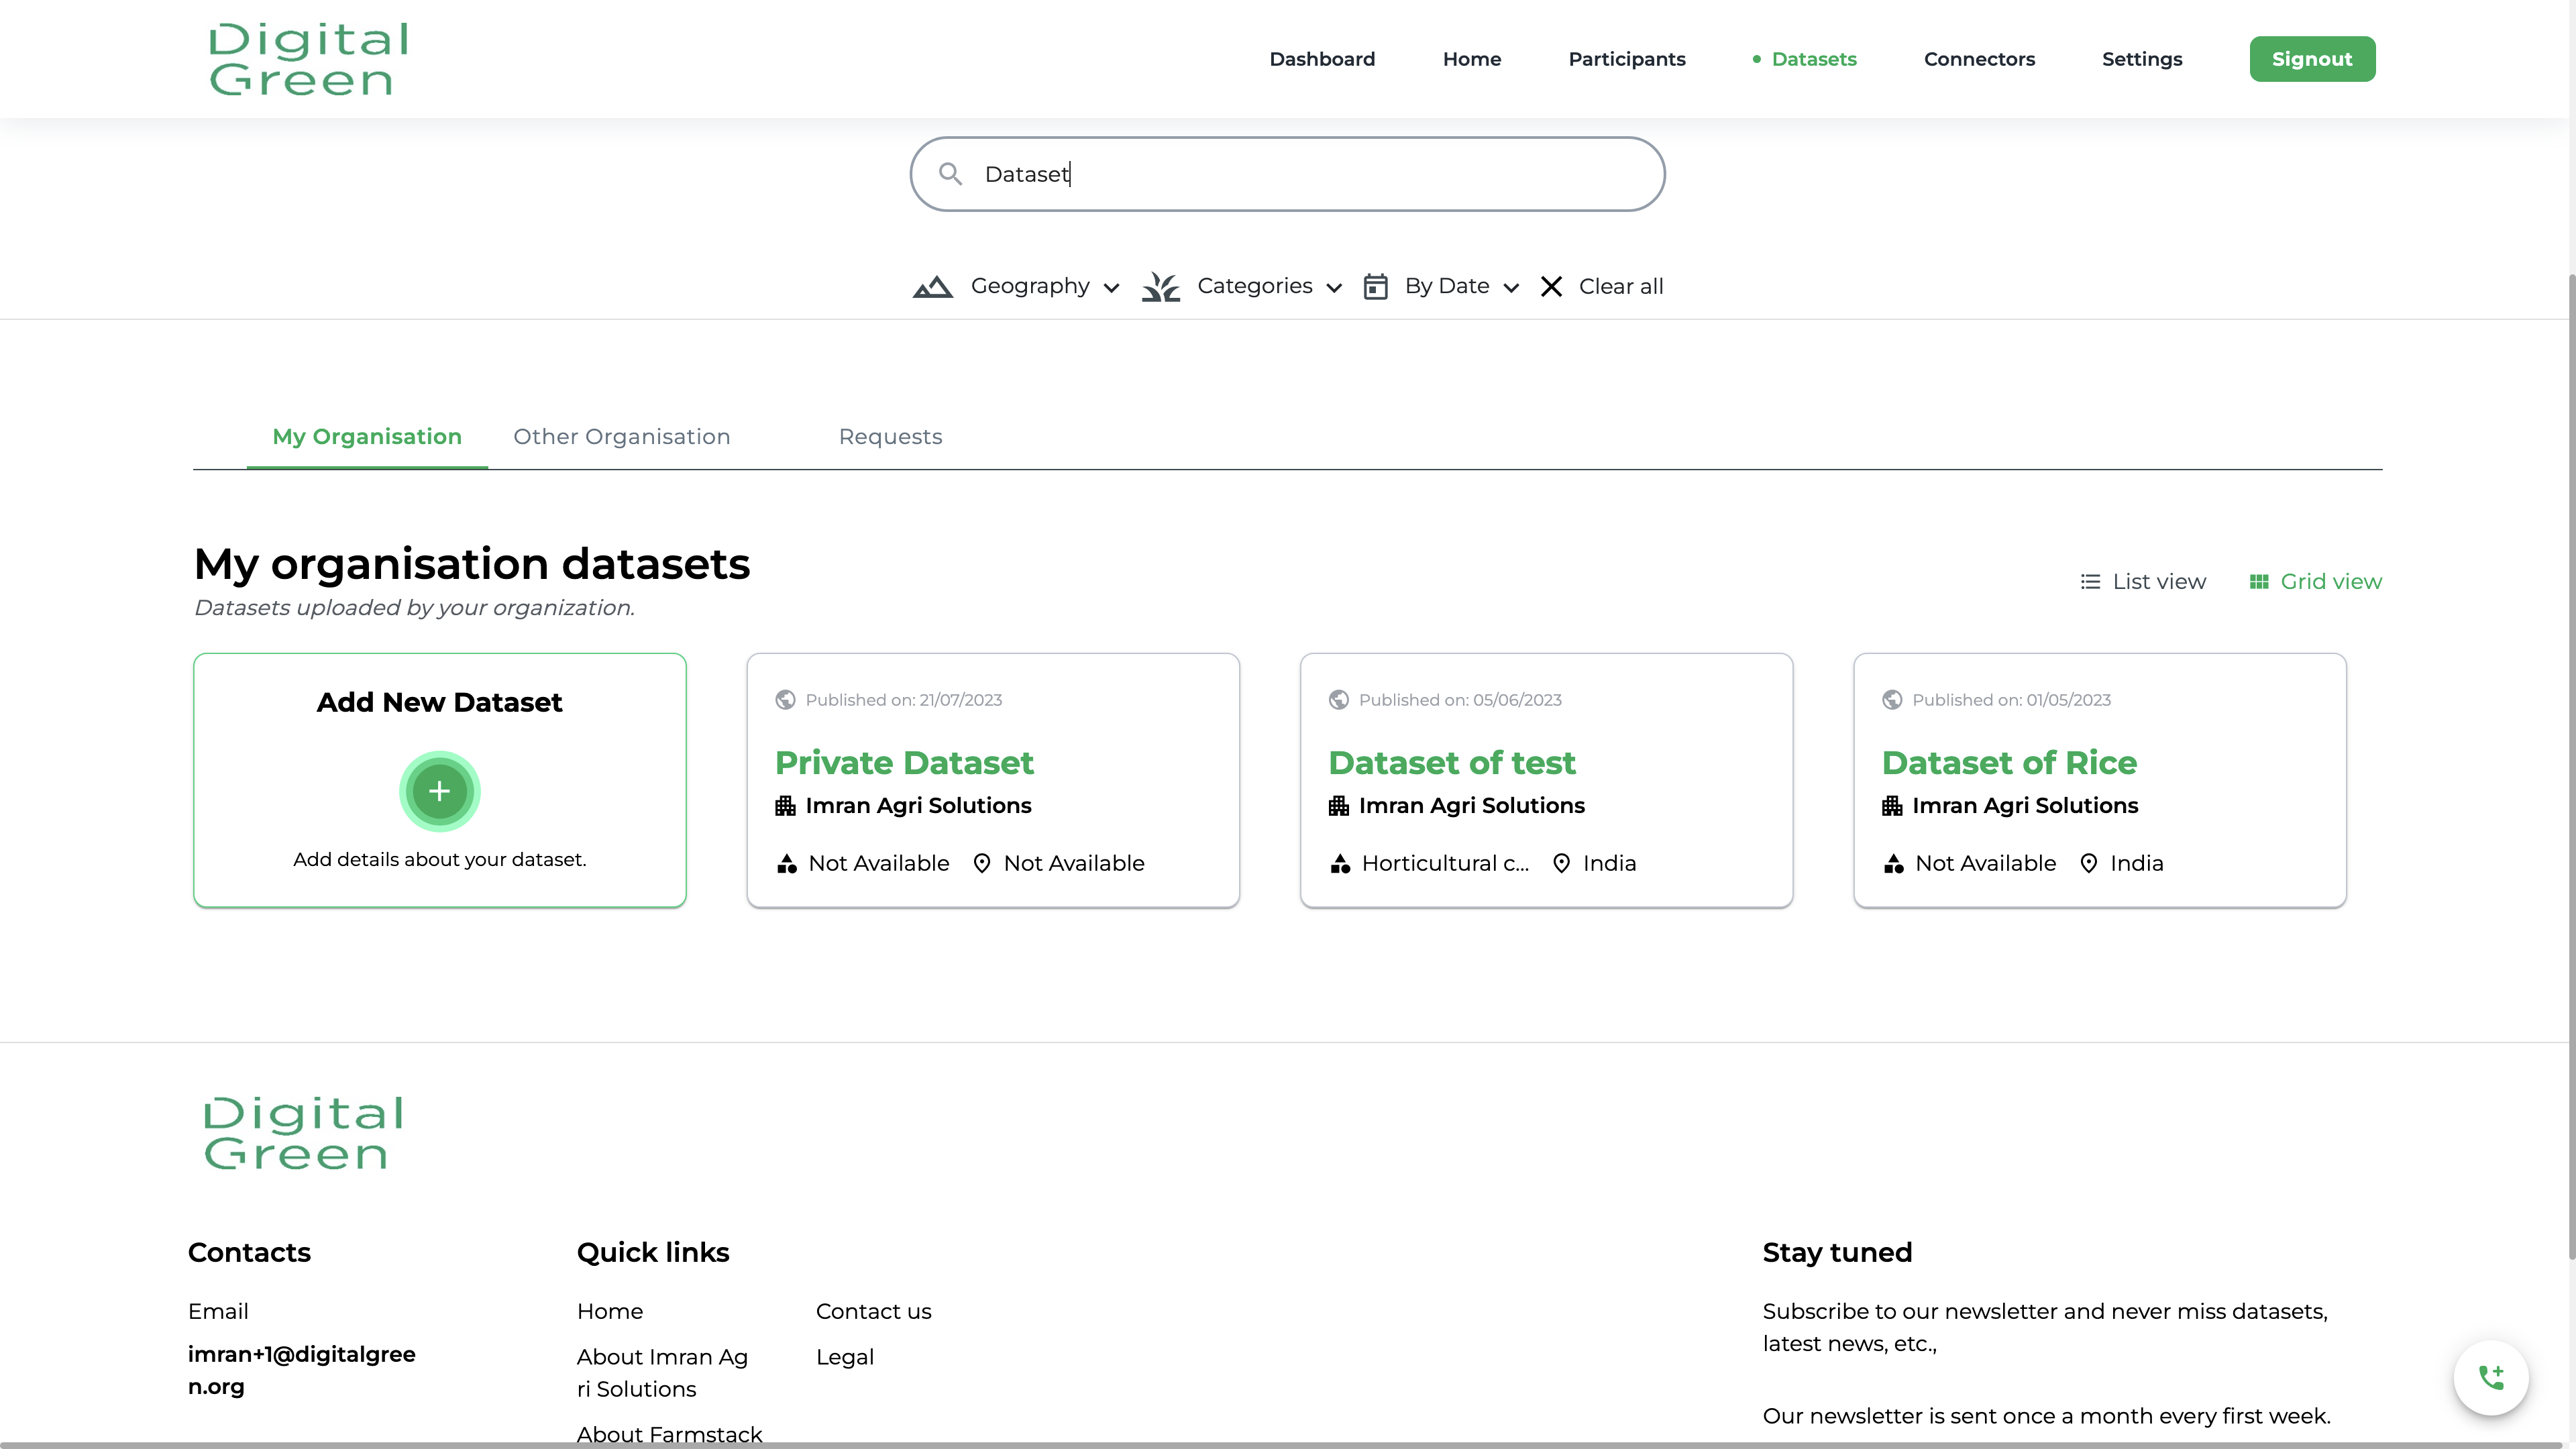 Digital
Green
Dashboard
Home
Participants
Datasets
Connectors
Settings
Signout
Dataset
Geography
Categories
By Date
Clear all
My Organisation
Other Organisation
Requests
My organisation datasets
Datasets uploaded by your organization.
List view
Grid view
Add New Dataset
Add details about your dataset.
Published on: 21/07/2023
Private Dataset
Imran Agri Solutions
Not Available
Not Available
Published on: 05/06/2023
Dataset of test
Imran Agri Solutions
Horticultural c...
India
Published on: 01/05/2023
Dataset of Rice
Imran Agri Solutions
Not Available
India
Digital
Green
Contacts
Email
imran+1@digitalgree
n.org
Quick links
Home
About Imran Ag
ri Solutions
About Farmstack
Contact us
Legal
Stay tuned
Subscribe to our newsletter and never miss datasets,
latest news, etc.,
Our newsletter is sent once a month every first week.